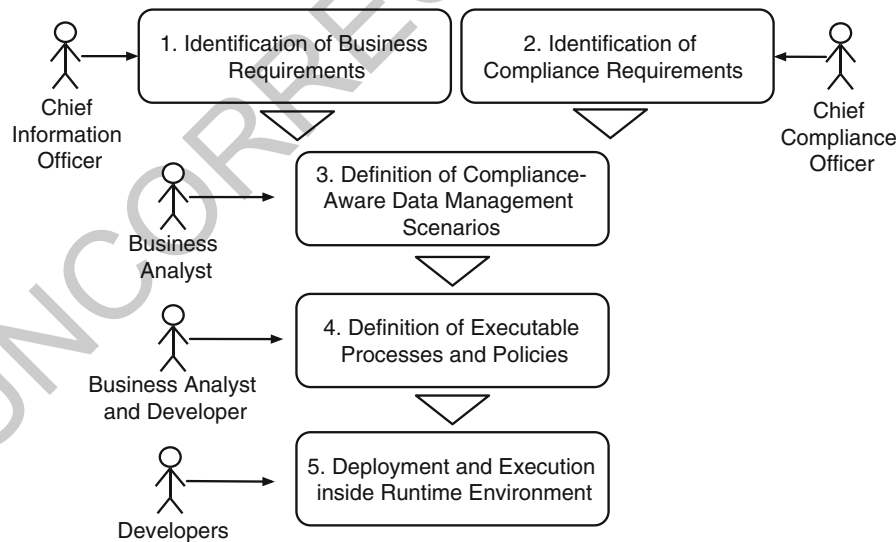 1. Identification of Business
Requirements
2. Identification of
Compliance Requirements
Chief
Information
Officer
Chief
Compliance
Officer
3. Definition of Compliance-
Aware Data Management
Scenarios
Business
Analyst
4. Definition of Executable
Processes and Policies
Business Analyst
and Developer
5. Deployment and Execution
inside Runtime Environment
Developers
UNCORREC